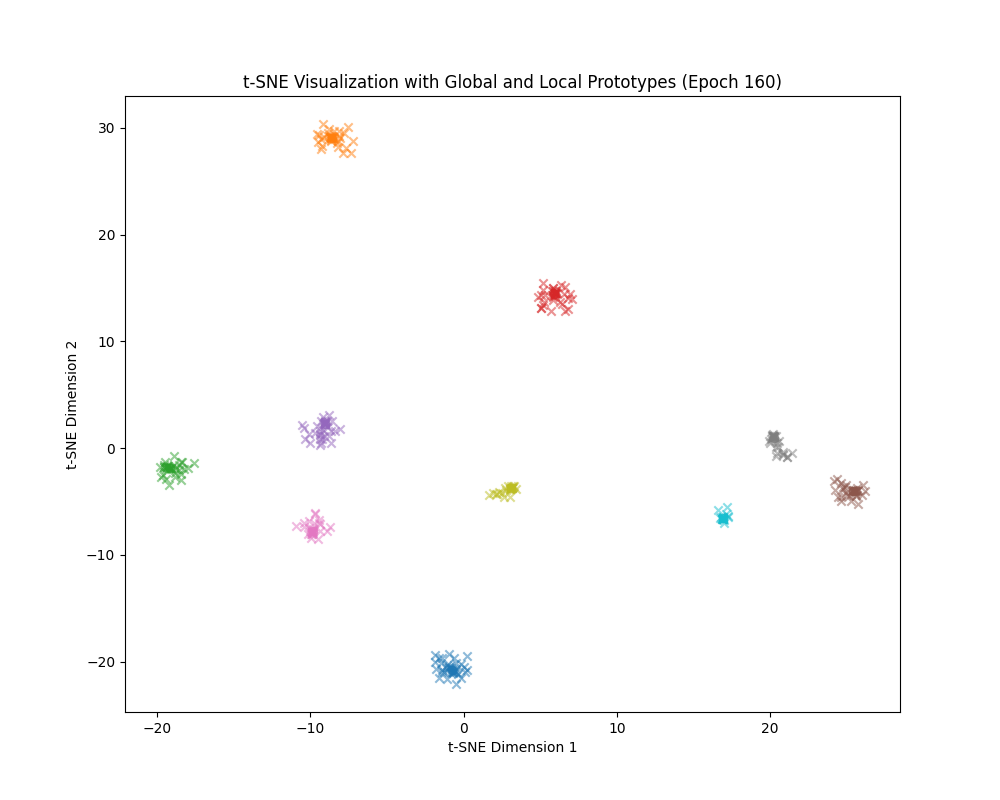 t-SNE Visualization with Global and Local Prototypes (Epoch 160)
30
20
10
0
−10
−20
t-SNE Dimension 2
−20 −10 0 10 20
t-SNE Dimension 1